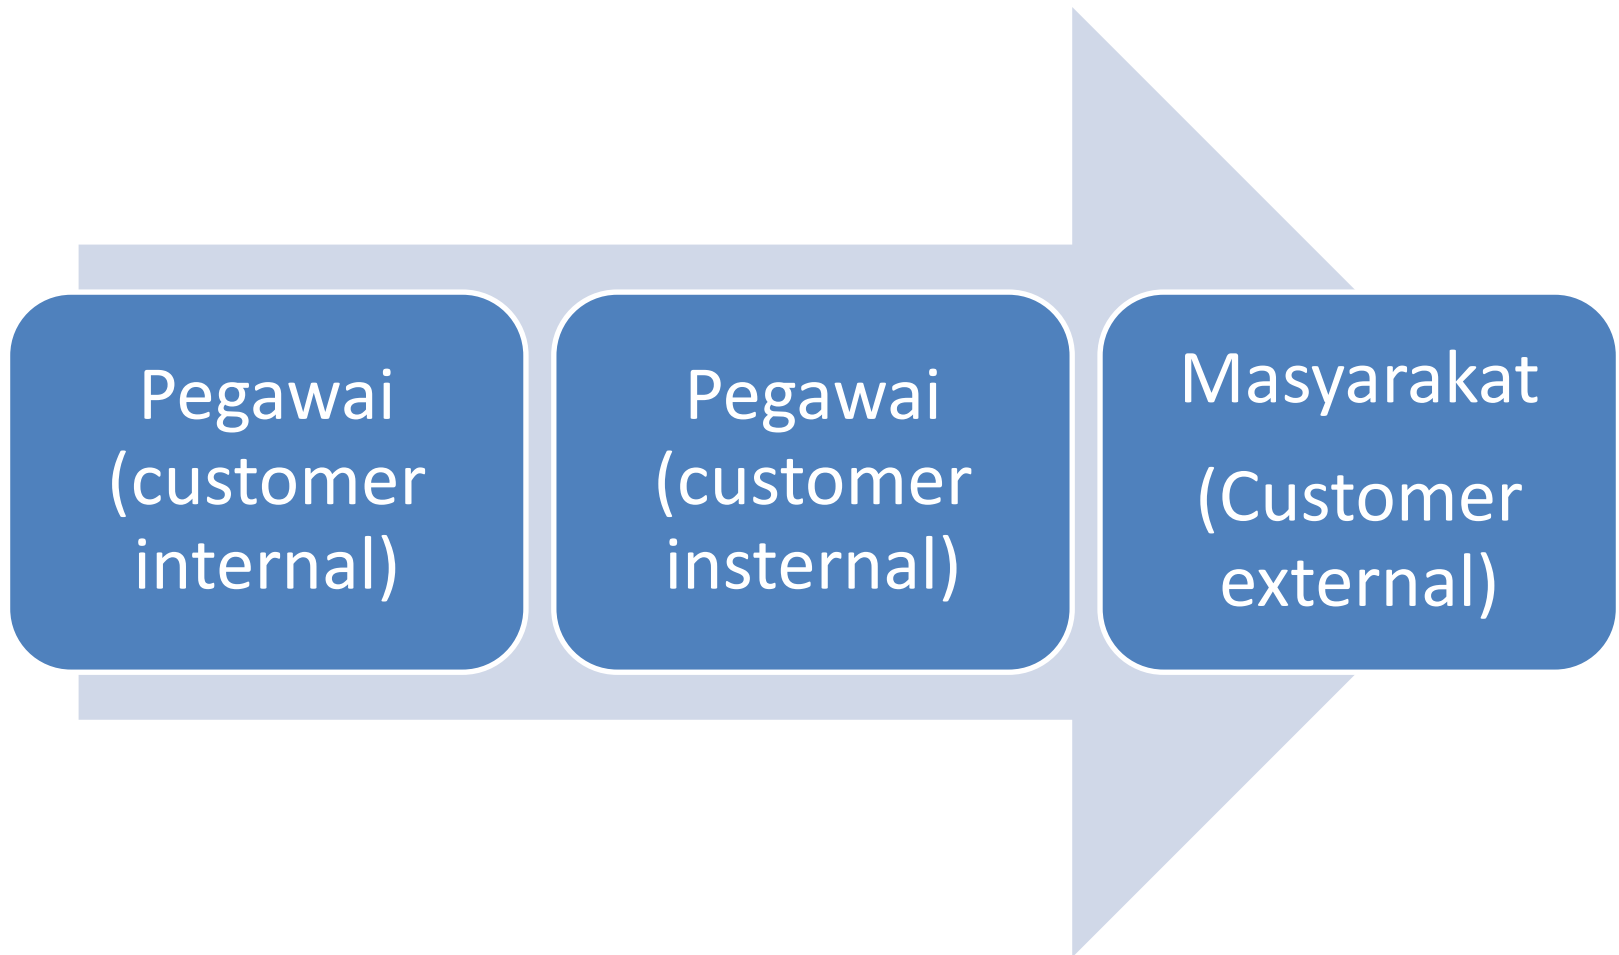 Pegawai
(customer
internal)
Pegawai
(customer
insternal)
Masyarakat
(Customer
external)